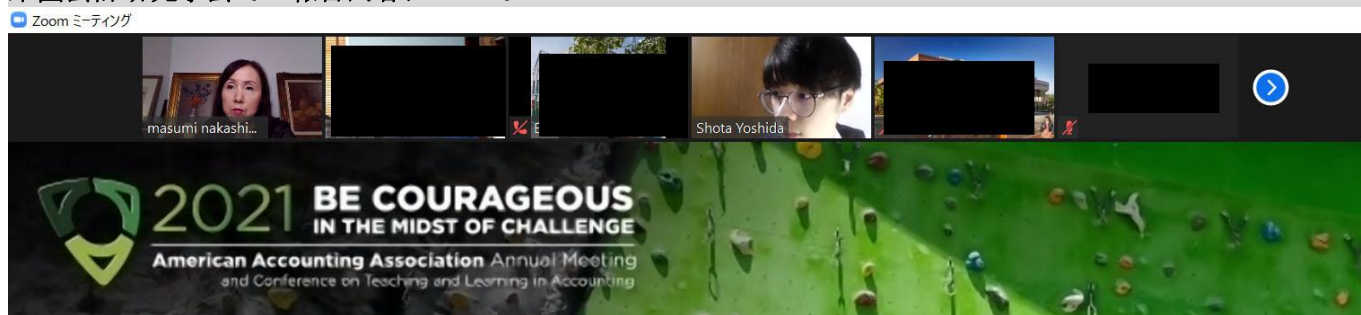 Zoom ミーティング
masumi nakashi...
Shota Yoshida
2021 BE COURAGEOUS
IN THE MIDST OF CHALLENGE
American Accounting Association Annual Meeting
and Conference on Teaching and Learning in Accounting